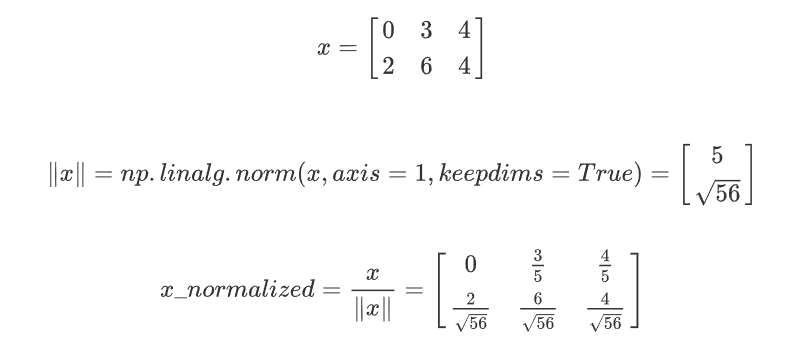 x = [0 3 4
2 6 4]
‖x‖ = np.linalg.norm(x, axis = 1, keepdims = True) = [5
√56]
x_normalized = x/‖x‖ = [0 3/5 4/5
2/√56 6/√56 4/√56]